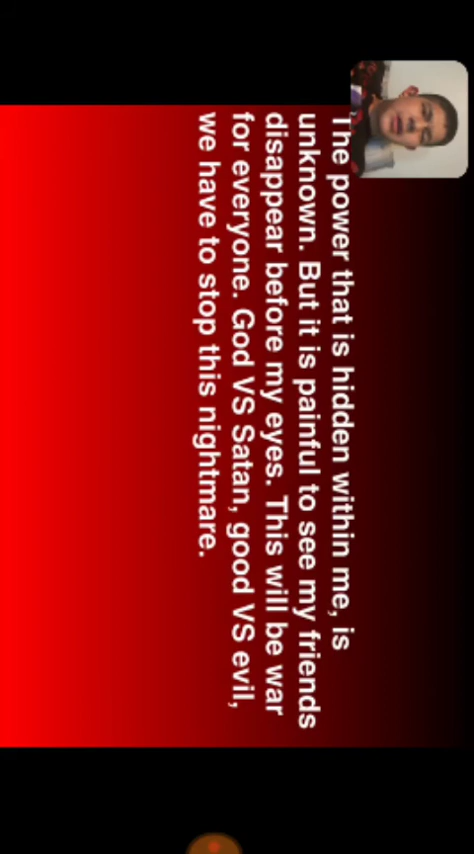 The power that is hidden within me, is
unknown. But it is painful to see my friends
disappear before my eyes. This will be war
for everyone. God VS Satan, good VS evil,
we have to stop this nightmare.